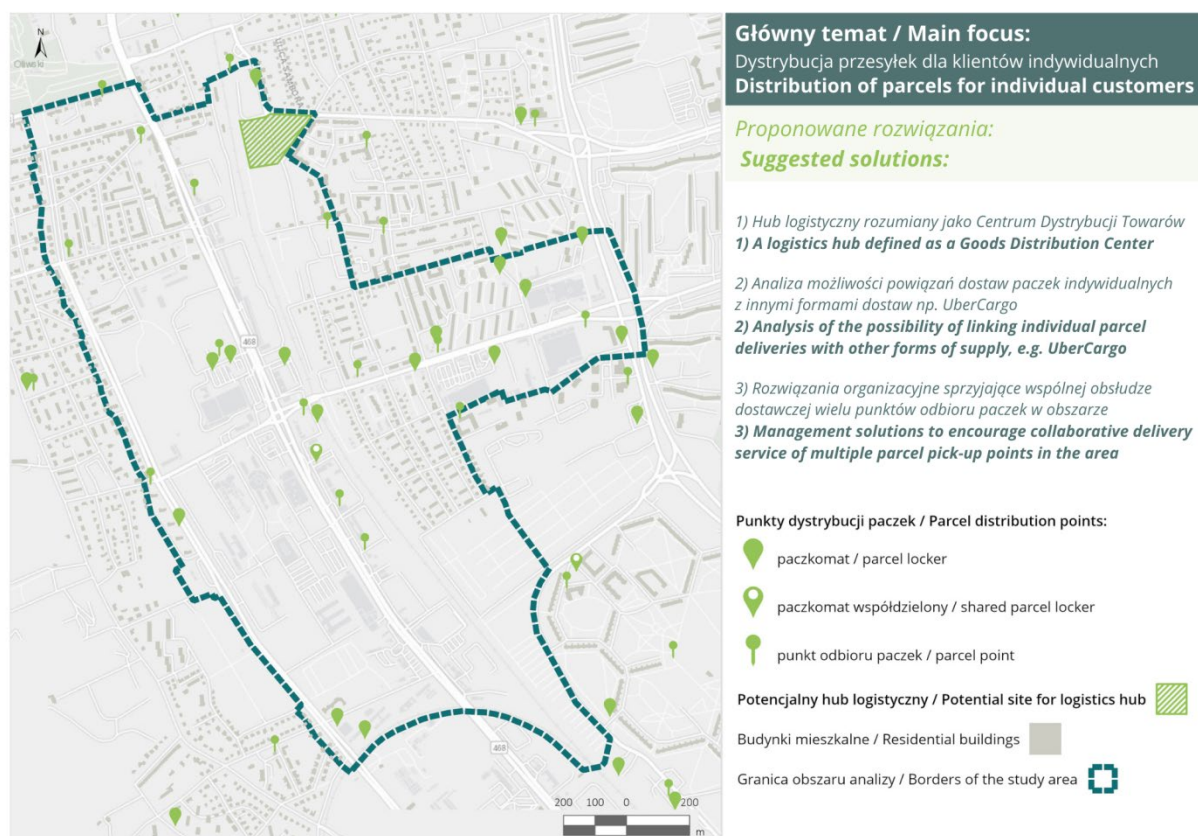 N
Główny temat / Main focus:
Dystrybucja przesyłek dla klientów indywidualnych
Distribution of parcels for individual customers
Proponowane rozwiązania:
Suggested solutions:
1) Hub logistyczny rozumiany jako Centrum Dystrybucji Towarów
1) A logistics hub defined as a Goods Distribution Center
2) Analiza możliwości powiązań dostaw paczek indywidualnych
z innymi formami dostaw np. UberCargo
2) Analysis of the possibility of linking individual parcel
deliveries with other forms of supply, e.g. UberCargo
3) Rozwiązania organizacyjne sprzyjające wspólnej obsłudze
dostawczej wielu punktów odbioru paczek w obszarze
3) Management solutions to encourage collaborative delivery
service of multiple parcel pick-up points in the area
Punkty dystrybucji paczek / Parcel distribution points:
paczkomat / parcel locker
paczkomat współdzielony / shared parcel locker
punkt odbioru paczek / parcel point
Potencjalny hub logistyczny / Potential site for logistics hub
Budynki mieszkalne / Residential buildings
Granica obszaru analizy / Borders of the study area
468
468
200 100 0 200
m